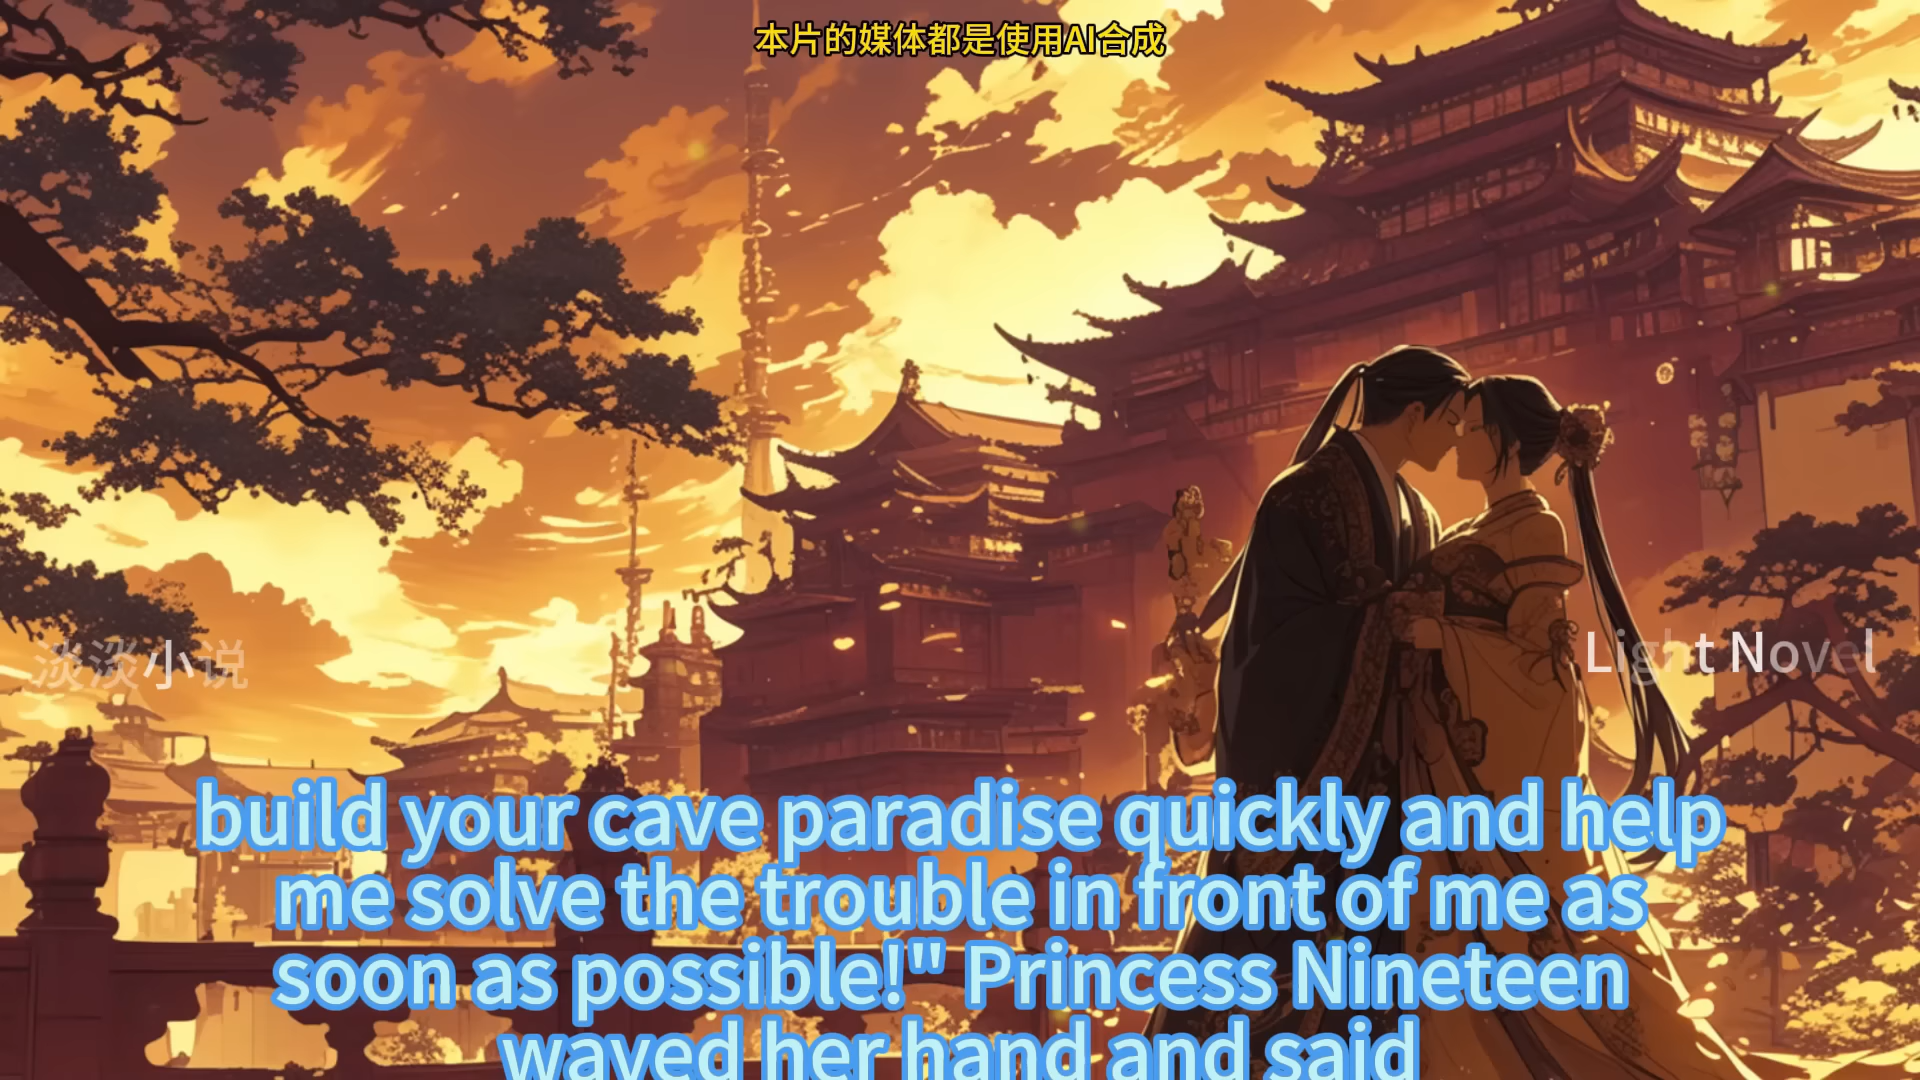 本片的媒体都是使用AI合成
淡淡小说
Light Novel
build your cave paradise quickly and help
me solve the trouble in front of me as
soon as possible!" Princess Nineteen
waved her hand and said